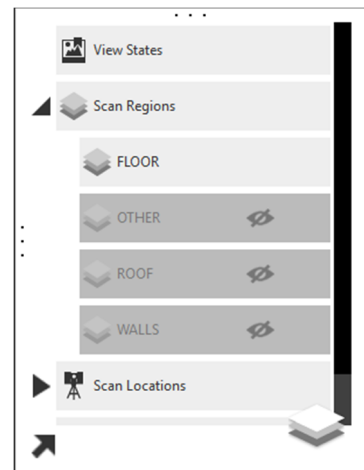 View States
Scan Regions
FLOOR
OTHER
ROOF
WALLS
Scan Locations